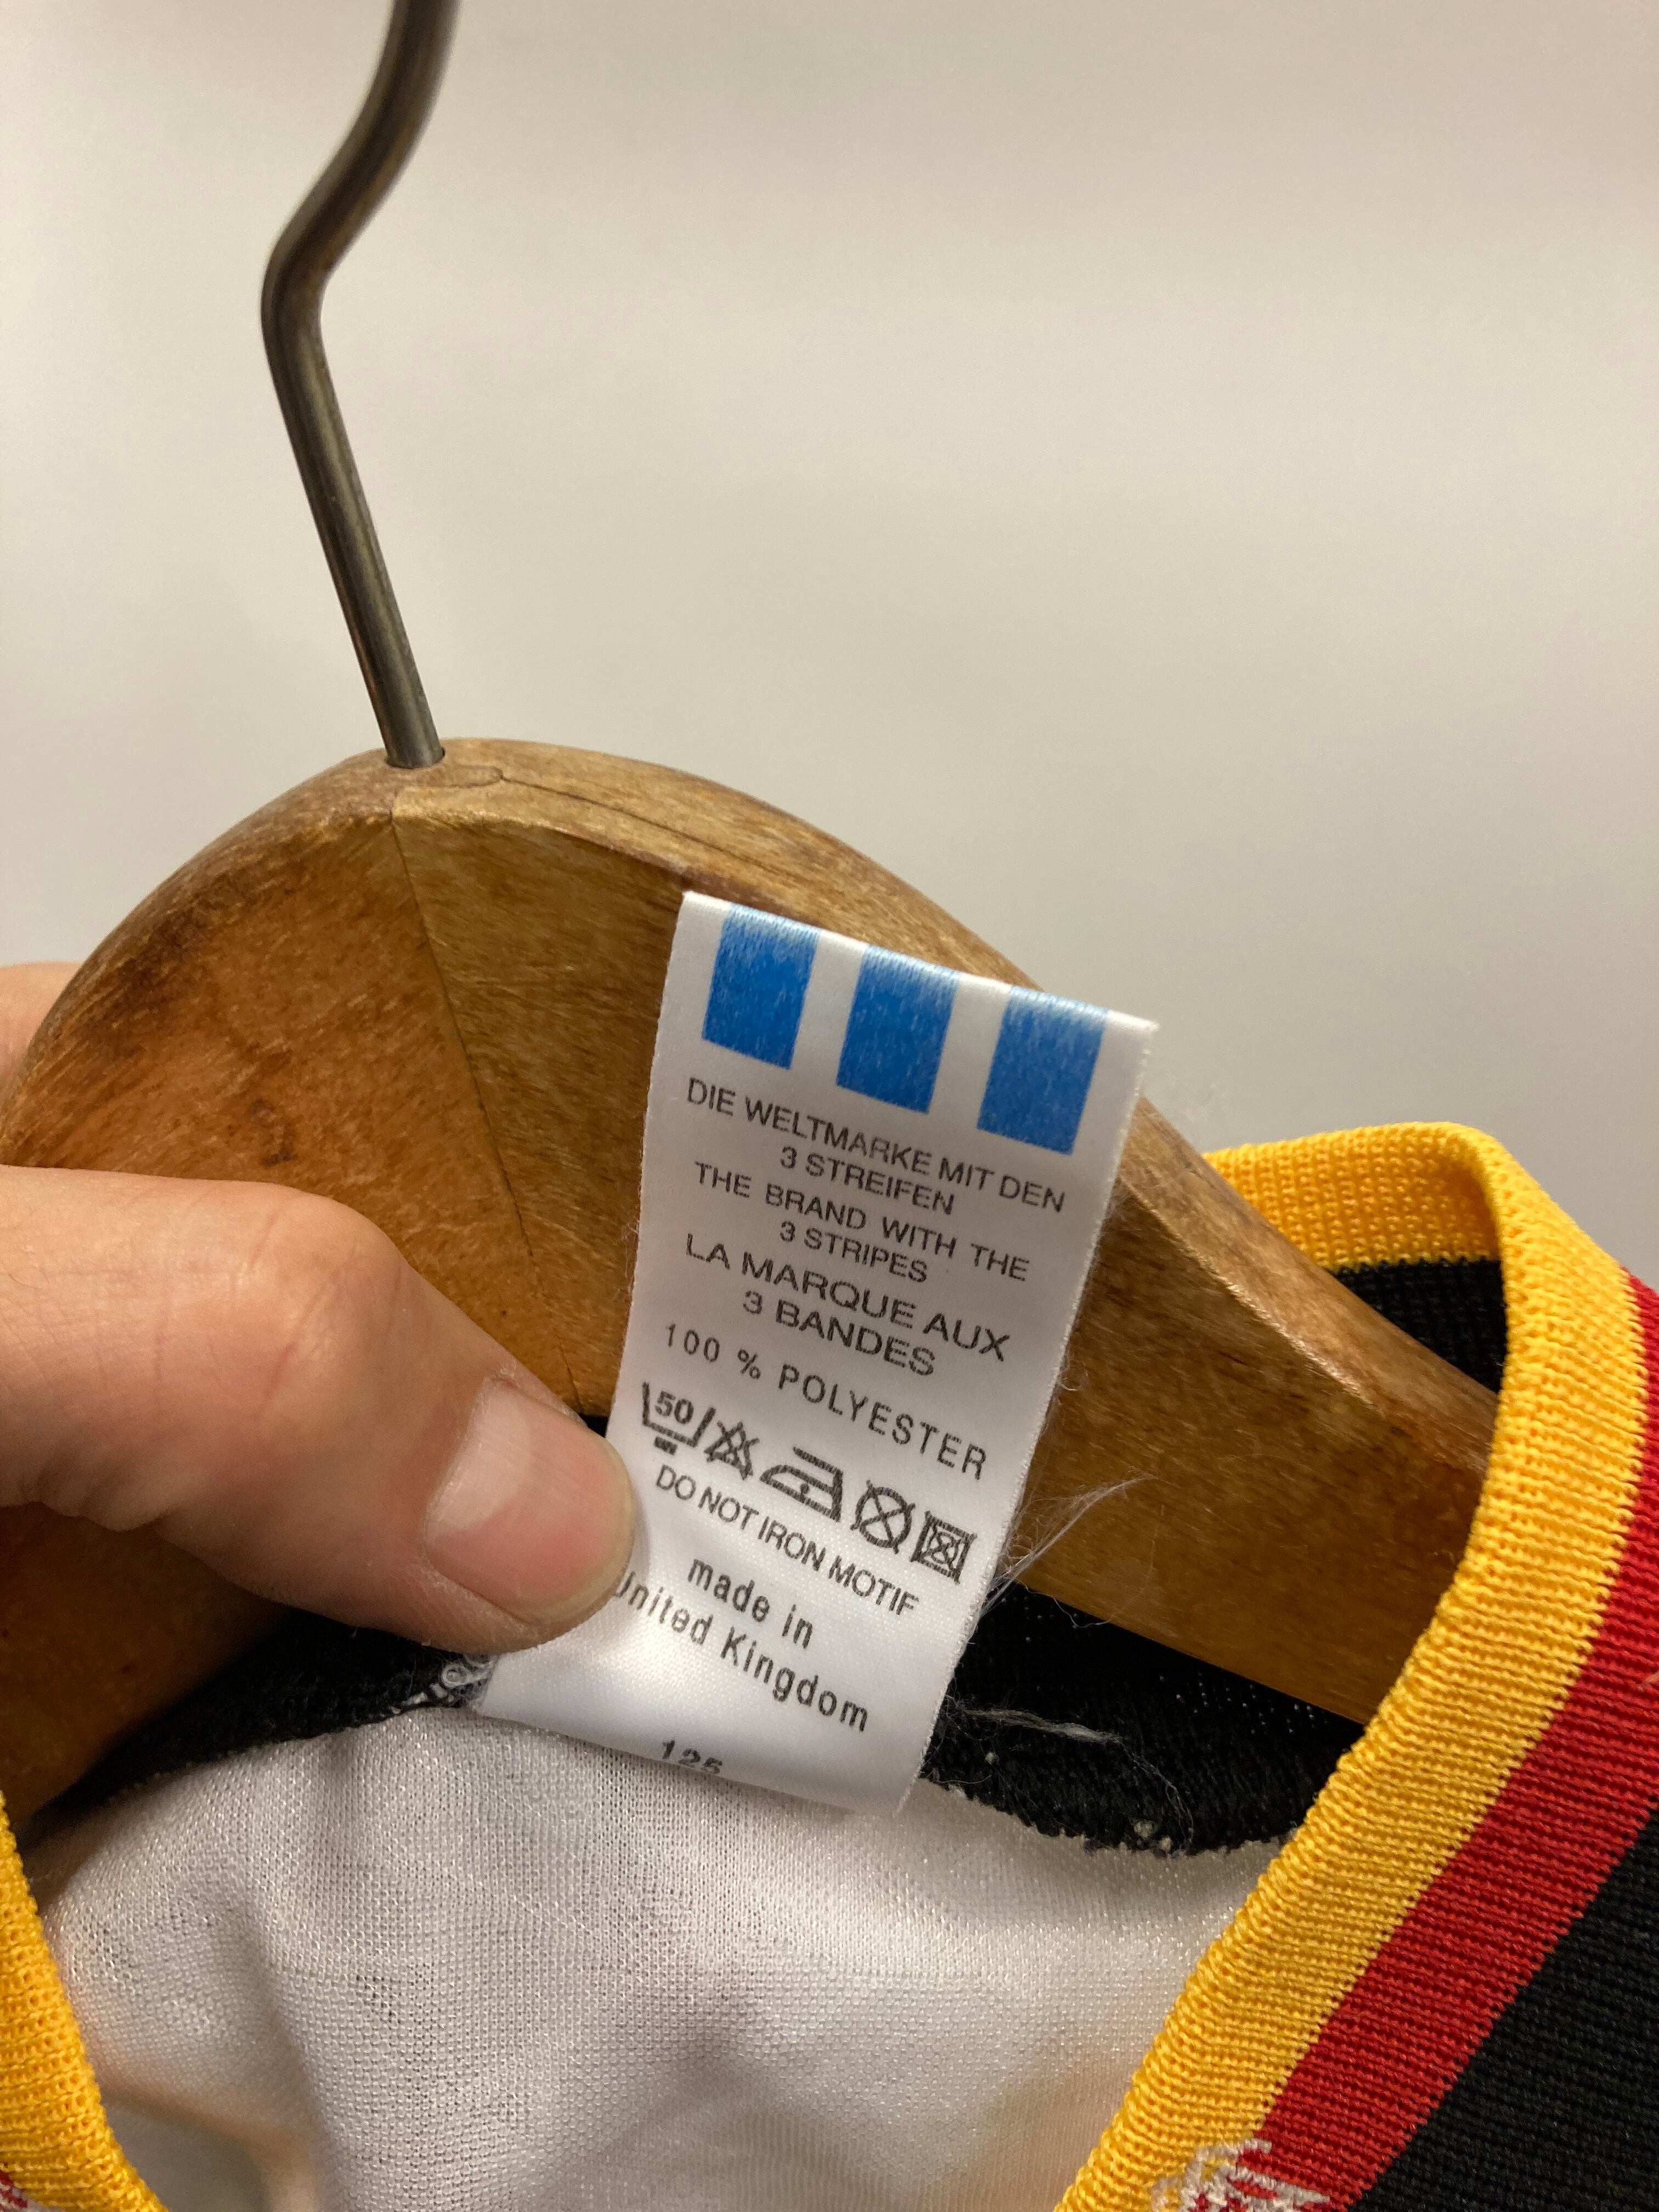 DIE WELTMARKE MIT DEN
3 STREIFEN
THE BRAND WITH THE
3 STRIPES
LA MARQUE AUX
3 BANDES
100 % POLYESTER
50
DO NOT IRON MOTIF
made in
United Kingdom
125